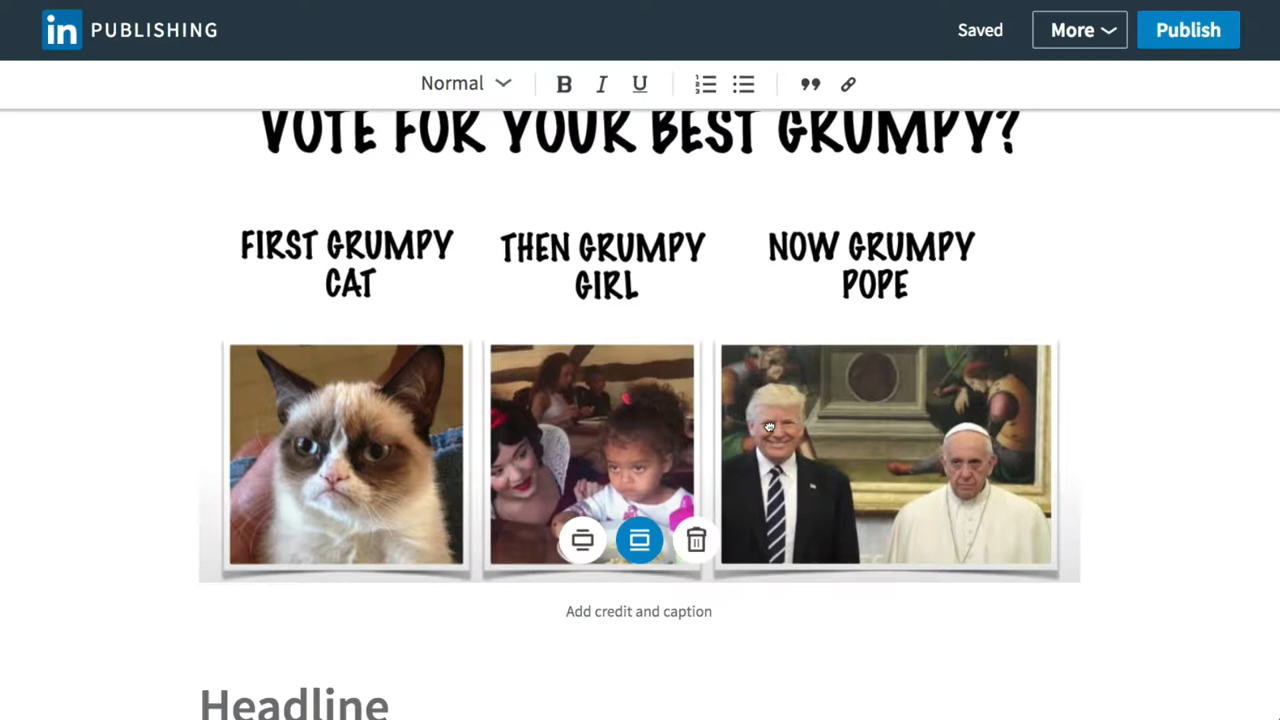 in PUBLISHING
Saved
More
Publish
Normal
B I U
VOTE FOR YOUR BEST GRUMPY?
FIRST GRUMPY
CAT
THEN GRUMPY
GIRL
NOW GRUMPY
POPE
Add credit and caption
Headline